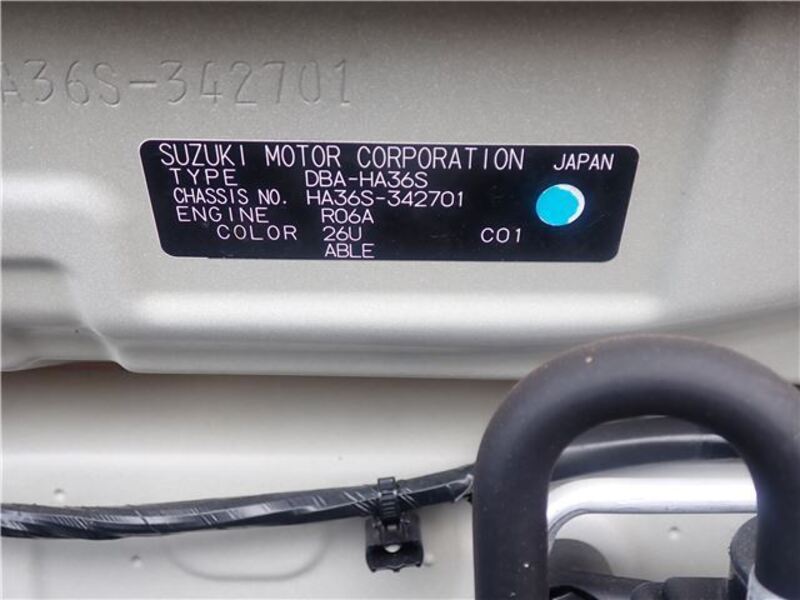 A36S-342701
SUZUKI MOTOR CORPORATION JAPAN
TYPE DBA-HA36S
CHASSIS NO. HA36S-342701
ENGINE R06A
COLOR 26U C01
ABLE